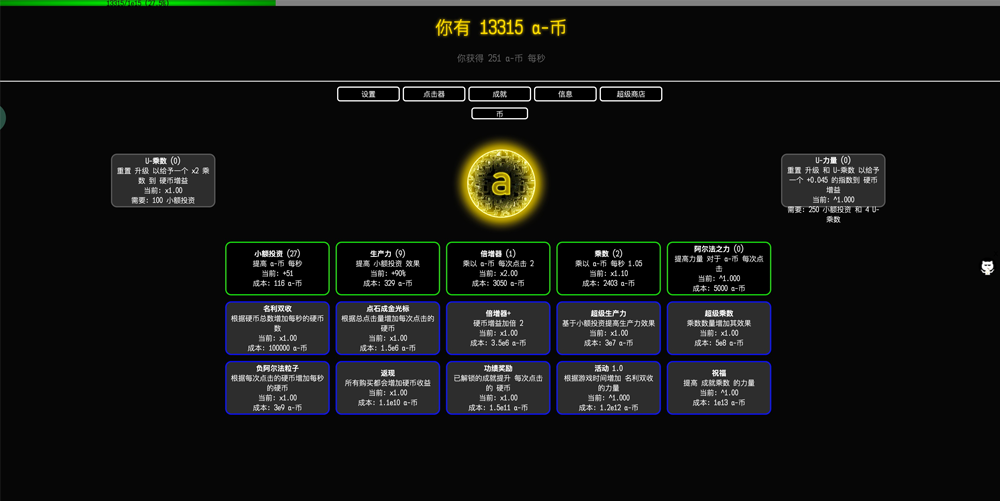 13315/1e15 (27.5%)
你有 13315 α-币
你获得 251 α-币 每秒
设置
点击器
成就
信息
超级商店
币
U-乘数 (0)
重置 升级 以给予一个 x2 乘
数 到 硬币增益
当前: x1.00
需要: 100 小额投资
a
U-力量 (0)
重置 升级 和 U-乘数 以给予
一个 +0.045 的指数到 硬币
增益
当前: ^1.000
需要: 250 小额投资 和 4 U-
乘数
小额投资 (27)
提高 α-币 每秒
当前: +51
成本: 116 α-币
生产力 (9)
提高 小额投资 效果
当前: +90%
成本: 329 α-币
倍增器 (1)
乘以 α-币 每次点击 2
当前: x2.00
成本: 3050 α-币
乘数 (2)
乘以 α-币 每秒 1.05
当前: x1.10
成本: 2403 α-币
阿尔法之力 (0)
提高力量 对于 α-币 每次点
击
当前: ^1.000
成本: 5000 α-币
名利双收
根据硬币总数增加每秒的硬币
数
当前: x1.00
成本: 100000 α-币
点石成金光标
根据总点击量增加每次点击的
硬币
当前: x1.00
成本: 1.5e6 α-币
倍增器+
硬币增益加倍 2
当前: x1.00
成本: 3.5e6 α-币
超级生产力
基于小额投资提高生产力效果
当前: x1.00
成本: 3e7 α-币
超级乘数
乘数数量增加其效果
当前: x1.00
成本: 5e8 α-币
负阿尔法粒子
根据每次点击的硬币增加每秒
的硬币
当前: x1.00
成本: 3e9 α-币
返现
所有购买都会增加硬币收益
当前: x1.00
成本: 1.1e10 α-币
功绩奖励
已解锁的成就提升 每次点击
的 硬币
当前: x1.00
成本: 1.5e11 α-币
活动 1.0
根据游戏时间增加 名利双收
的力量
当前: ^1.000
成本: 1.2e12 α-币
祝福
提高 成就乘数 的力量
当前: ^1.00
成本: 1e13 α-币